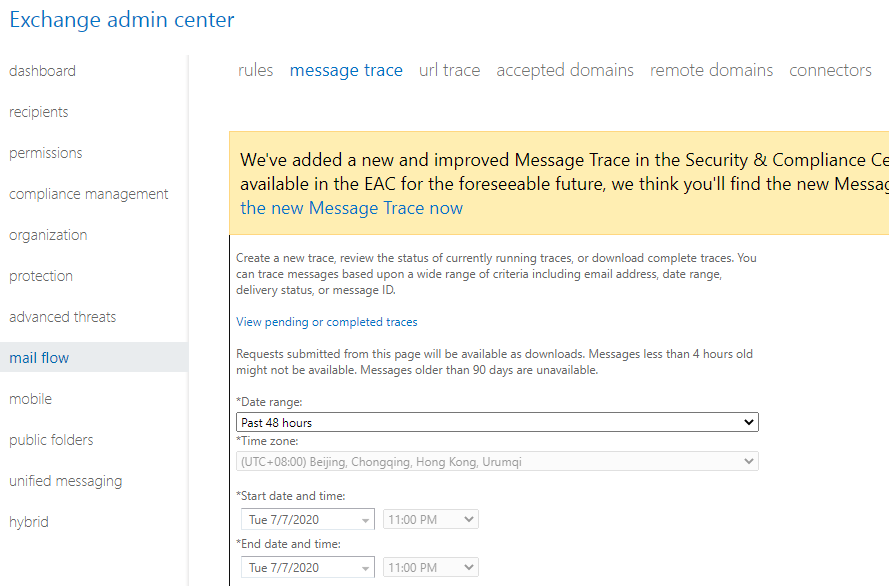 Exchange admin center
dashboard
recipients
permissions
compliance management
organization
protection
advanced threats
mail flow
mobile
public folders
unified messaging
hybrid
rules message trace url trace accepted domains remote domains connectors
We've added a new and improved Message Trace in the Security & Compliance Ce
available in the EAC for the foreseeable future, we think you'll find the new Messag
the new Message Trace now
Create a new trace, review the status of currently running traces, or download complete traces. You
can trace messages based upon a wide range of criteria including email address, date range,
delivery status, or message ID.
View pending or completed traces
Requests submitted from this page will be available as downloads. Messages less than 4 hours old
might not be available. Messages older than 90 days are unavailable.
*Date range:
Past 48 hours
*Time zone:
(UTC+08:00) Beijing, Chongqing, Hong Kong, Urumqi
*Start date and time:
Tue 7/7/2020 11:00 PM
*End date and time:
Tue 7/7/2020 11:00 PM